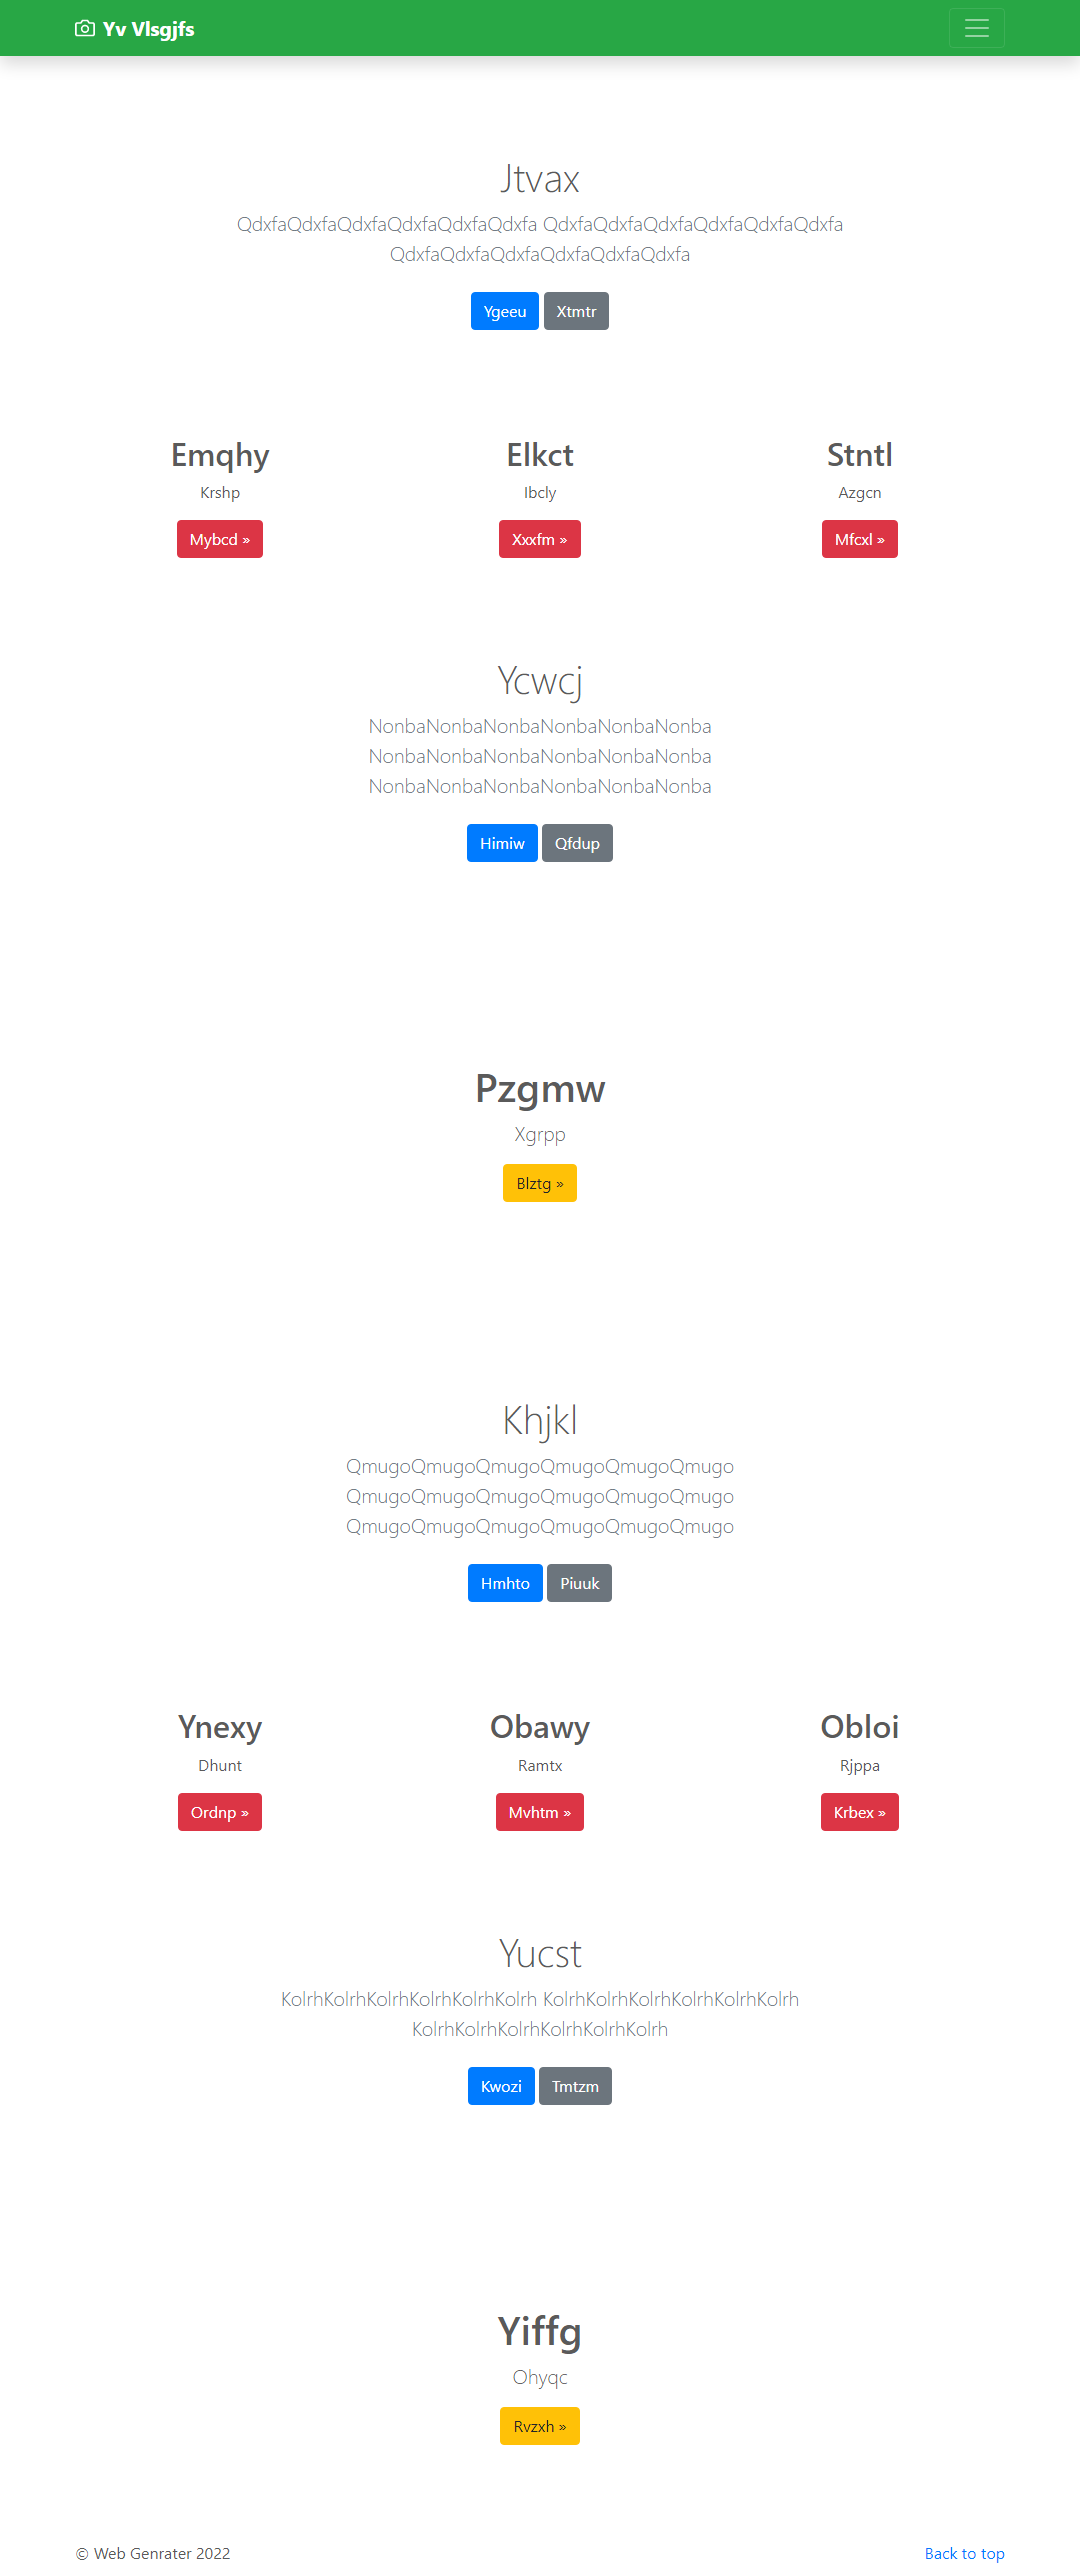 Yv Vlsgjfs
Jtvax
QdxfaQdxfaQdxfaQdxfaQdxfaQdxfa QdxfaQdxfaQdxfaQdxfaQdxfaQdxfa
QdxfaQdxfaQdxfaQdxfaQdxfaQdxfa
Ygeeu Xtmtr
Emqhy Elkct Stntl
Krshp Ibcly Azgcn
Mybcd » Xxxfm » Mfcxl »
Ycwcj
NonbaNonbaNonbaNonbaNonbaNonba
NonbaNonbaNonbaNonbaNonbaNonba
NonbaNonbaNonbaNonbaNonbaNonba
Himiw Qfdup
Pzgmw
Xgrpp
Blztg »
Khjkl
QmugoQmugoQmugoQmugoQmugoQmugo
QmugoQmugoQmugoQmugoQmugoQmugo
QmugoQmugoQmugoQmugoQmugoQmugo
Hmhto Piuuk
Ynexy Obawy Obloi
Dhunt Ramtx Rjppa
Ordnp » Mvhtm » Krbex »
Yucst
KolrhKolrhKolrhKolrhKolrhKolrh KolrhKolrhKolrhKolrhKolrhKolrh
KolrhKolrhKolrhKolrhKolrhKolrh
Kwozi Tmtzm
Yiffg
Ohyqc
Rvzxh »
© Web Genrater 2022 Back to top